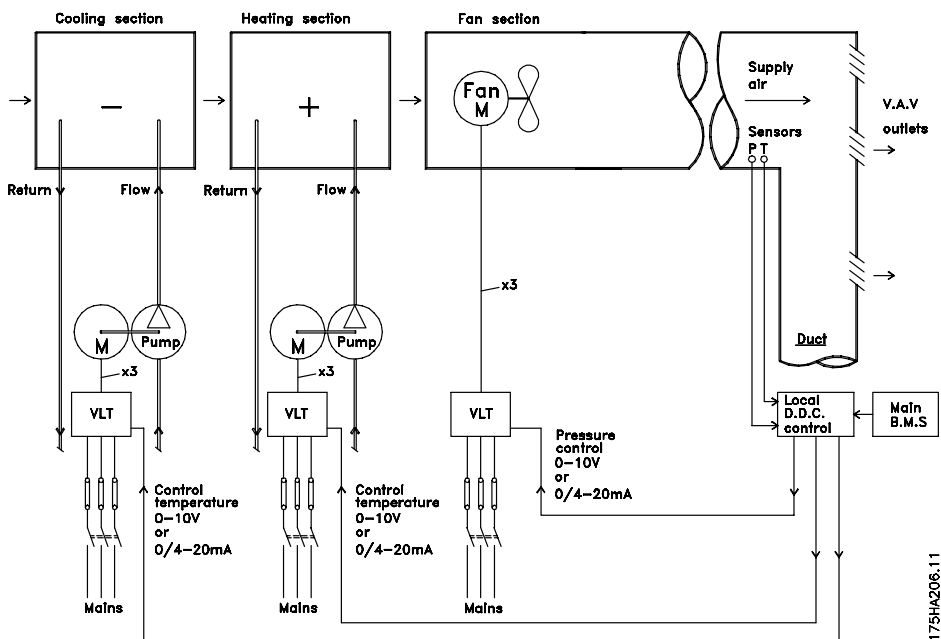 Cooling section
Heating section
Fan section
–
+
Fan
M
Supply
air
V.A.V
outlets
Sensors
P T
Return
Flow
Return
Flow
x3
M
Pump
M
Pump
Duct
x3
x3
VLT
VLT
VLT
Local
D.D.C.
control
Main
B.M.S
Pressure
control
0–10V
or
0/4–20mA
Control
temperature
0–10V
or
0/4–20mA
Control
temperature
0–10V
or
0/4–20mA
Mains
Mains
Mains
175HA206.11